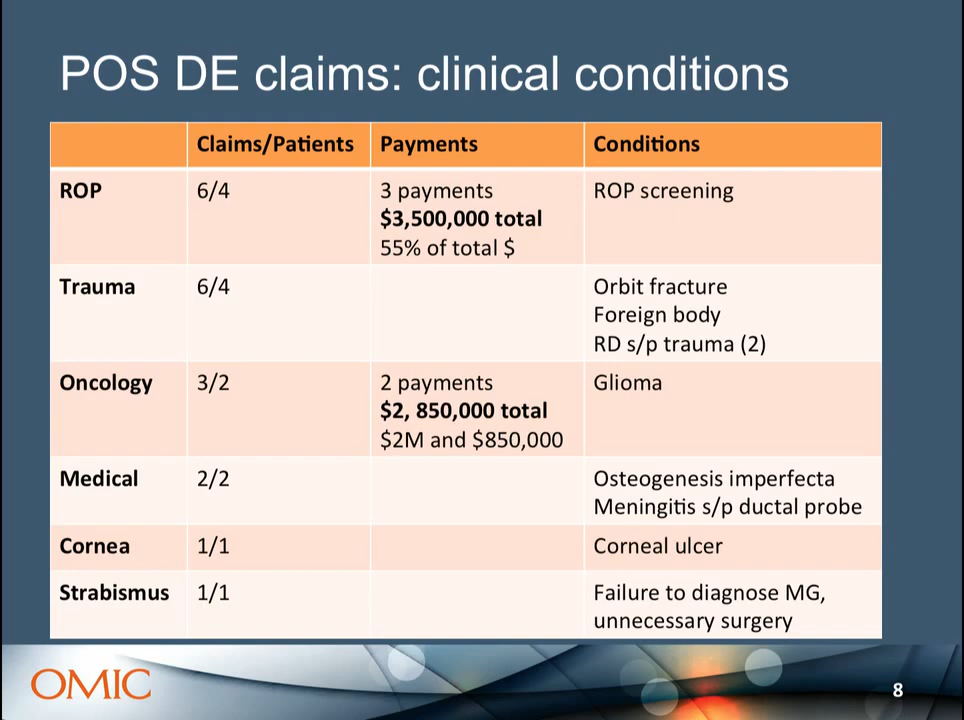 POS DE claims: clinical conditions
Claims/Patients Payments Conditions
ROP 6/4 3 payments ROP screening
$3,500,000 total
55% of total $
Trauma 6/4 Orbit fracture
Foreign body
RD s/p trauma (2)
Oncology 3/2 2 payments Glioma
$2, 850,000 total
$2M and $850,000
Medical 2/2 Osteogenesis imperfecta
Meningitis s/p ductal probe
Cornea 1/1 Corneal ulcer
Strabismus 1/1 Failure to diagnose MG,
unnecessary surgery
OMIC
8